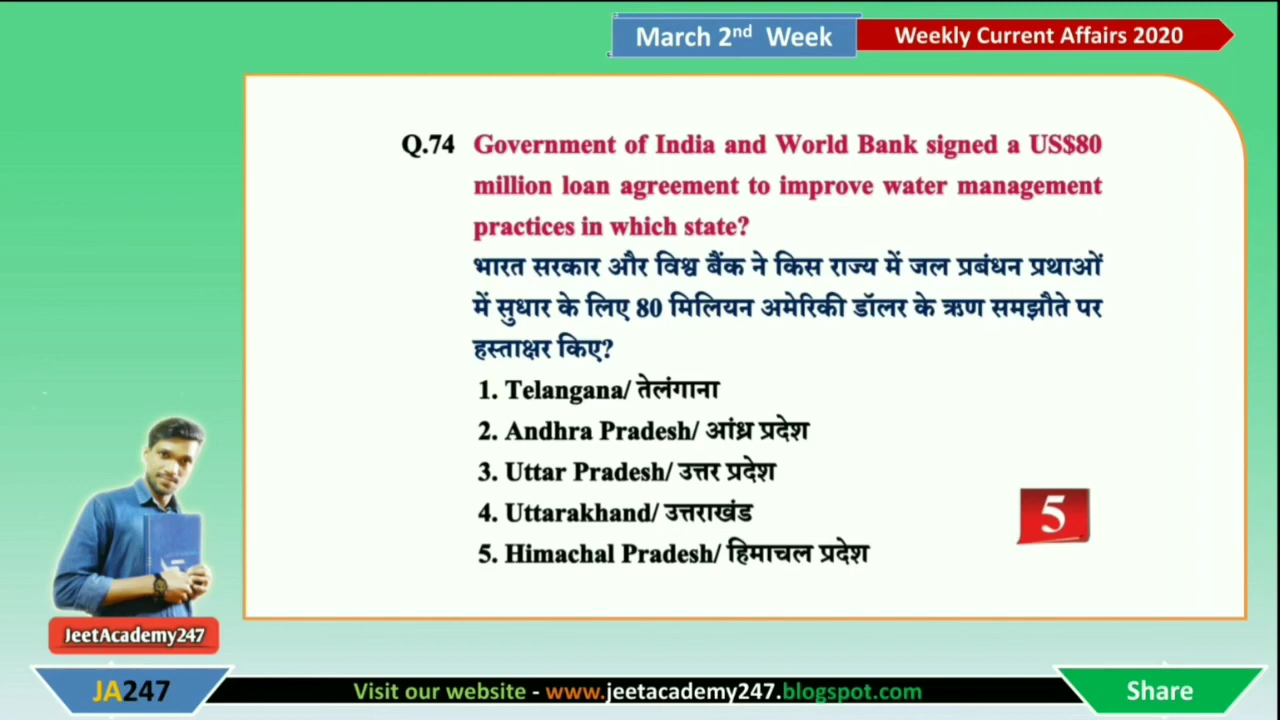 March 2nd Week
Weekly Current Affairs 2020
Q.74 Government of India and World Bank signed a US$80
million loan agreement to improve water management
practices in which state?
भारत सरकार और विश्व बैंक ने किस राज्य में जल प्रबंधन प्रथाओं
में सुधार के लिए 80 मिलियन अमेरिकी डॉलर के ऋण समझौते पर
हस्ताक्षर किए?
1. Telangana/ तेलंगाना
2. Andhra Pradesh/ आंध्र प्रदेश
3. Uttar Pradesh/ उत्तर प्रदेश
4. Uttarakhand/ उत्तराखंड
5. Himachal Pradesh/ हिमाचल प्रदेश
5
JeetAcademy247
JA247
Visit our website - www.jeetacademy247.blogspot.com
Share